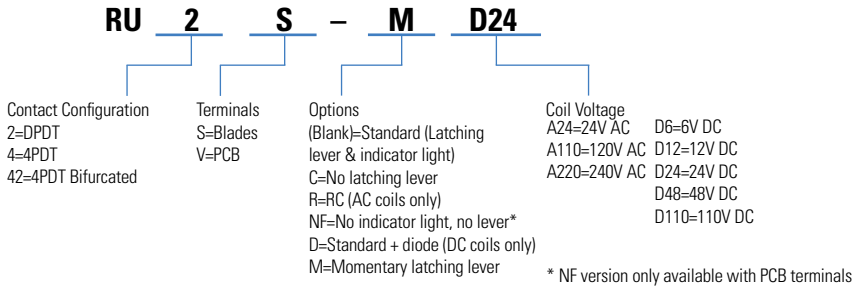 RU 2 S – M D24
Contact Configuration
2=DPDT
4=4PDT
42=4PDT Bifurcated
Terminals
S=Blades
V=PCB
Options
(Blank)=Standard (Latching
lever & indicator light)
C=No latching lever
R=RC (AC coils only)
NF=No indicator light, no lever*
D=Standard + diode (DC coils only)
M=Momentary latching lever
Coil Voltage
A24=24V AC
A110=120V AC
A220=240V AC
D6=6V DC
D12=12V DC
D24=24V DC
D48=48V DC
D110=110V DC
* NF version only available with PCB terminals